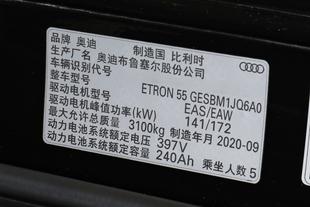 品牌 奥迪 制造国 比利时
生产厂名 奥迪布鲁塞尔股份公司
车辆识别代号
整车型号 ETRON 55 GESBM1JQ6A0
驱动电机型号 EAS/EAW
驱动电机峰值功率(kW) 141/172
最大允许总质量 3100kg 制造年月 2020-09
动力电池系统额定电压 397V
动力电池系统额定容量 240Ah 乘坐人数 5